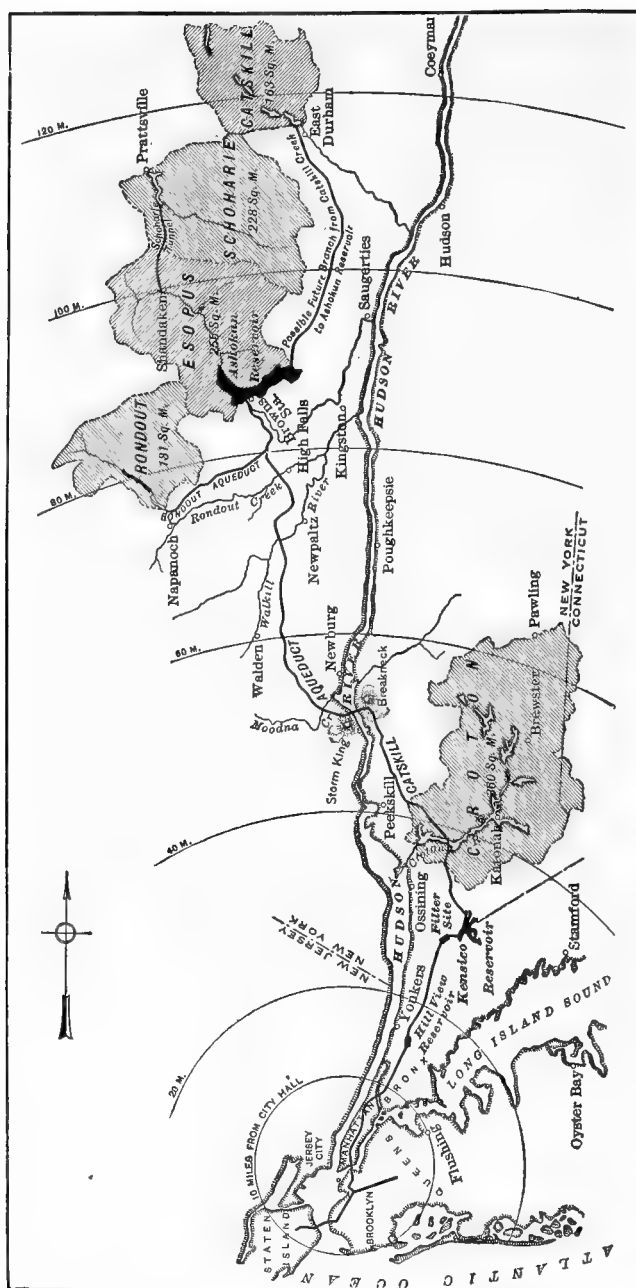 120 M.
Prattsville
CATSKILL
163 Sq. M.
East
Durham
Coeyman
SCHOHARIE
228 Sq. M.
Schoharie
Tunnel
100 M.
Shandaken
ESOPUS
255 Sq. M.
Ashokan
Reservoir
Possible Future Branch from Catskill Creek
to Ashokun Reservoir
Saugerties
Hudson
HUDSON RIVER
RONDOUT
131 Sq. M.
Browns
Sta.
High Falls
Kingston
80 M.
RONDOUT AQUEDUCT
Rondout Creek
Napanoch
Newpaltz
River
Walkill
Poughkeepsie
Walden
60 M.
AQUEDUCT
Newburg
RIVER
Breakneck
Moodna
Cr.
Storm King
Pawling
NEW YORK
CONNECTICUT
CROTON
360 Sq. M.
Brewster
Katonah
CATSKILL
Peekskill
40 M.
HUDSON
Ossining
Filter
Site
Kensico
Reservoir
Stamford
NEW JERSEY
NEW YORK
Yonkers
Hill View
Reservoir
LONG ISLAND SOUND
20 M.
10 MILES FROM CITY HALL
JERSEY
CITY
MANHATTAN
BRONX
QUEENS
Flushing
Oyster Bay
STATEN
ISLAND
BROOKLYN
ATLANTIC OCEAN